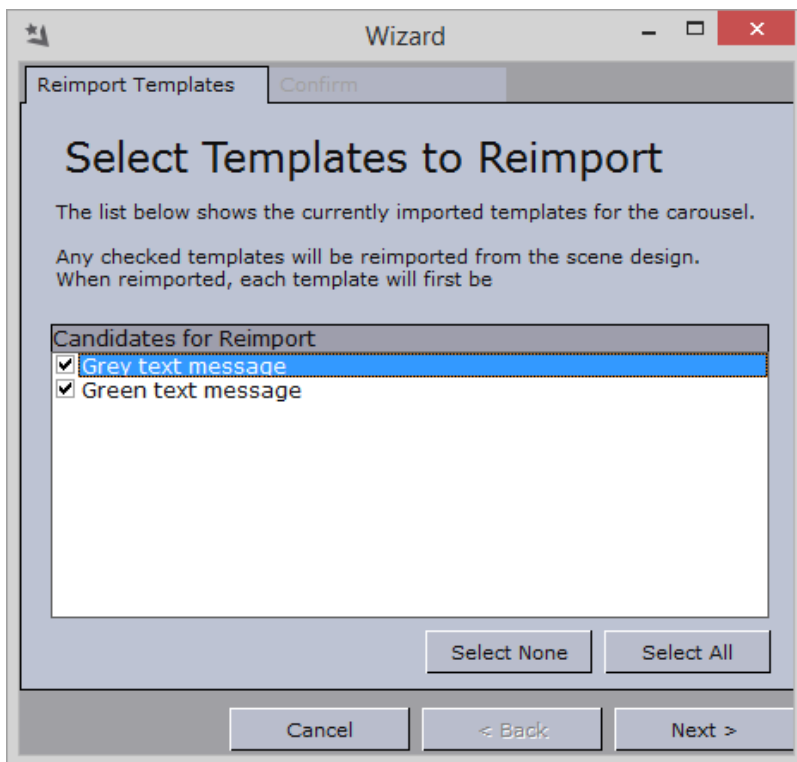 Wizard
Reimport Templates
Confirm
Select Templates to Reimport
The list below shows the currently imported templates for the carousel.
Any checked templates will be reimported from the scene design.
When reimported, each template will first be
Candidates for Reimport
Grey text message
Green text message
Select None
Select All
Cancel
< Back
Next >